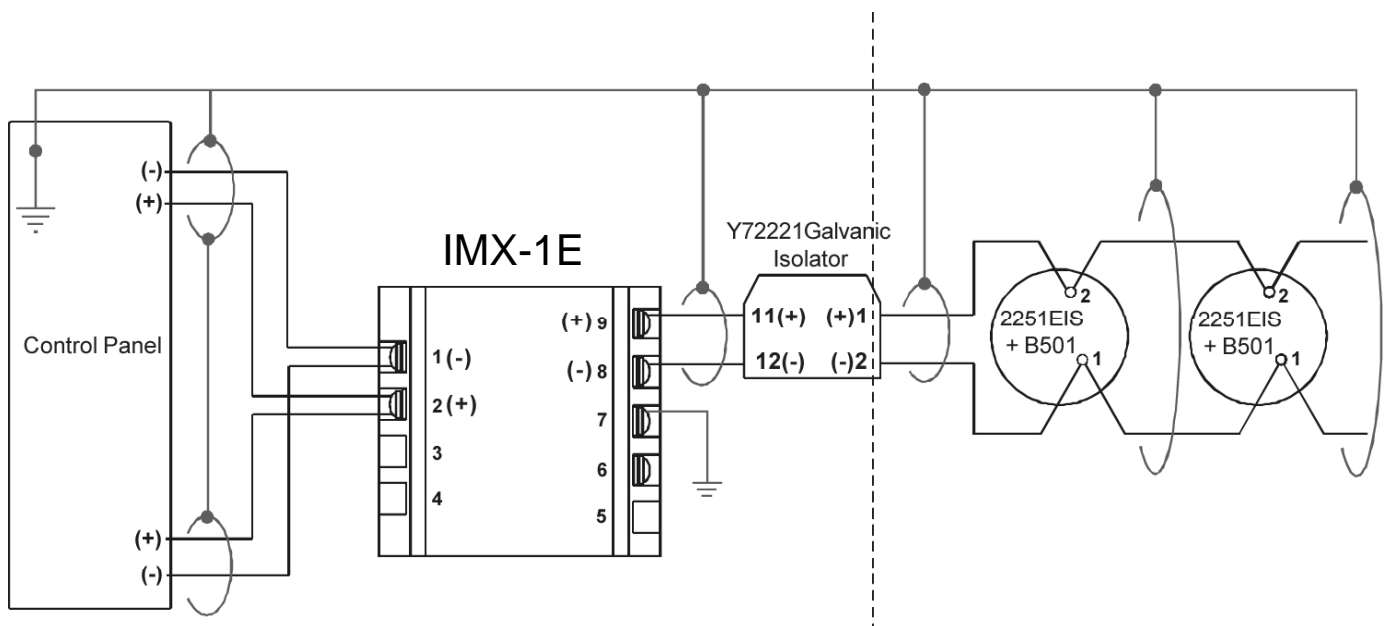 IMX-1E
Control Panel
(-)
(+)
(+)
(-)
1 (-)
2 (+)
3
4
(+) 9
(-) 8
7
6
5
Y72221Galvanic
Isolator
11(+) (+)1
12(-) (-)2
2
2251EIS
+ B501
1
2
2251EIS
+ B501
1